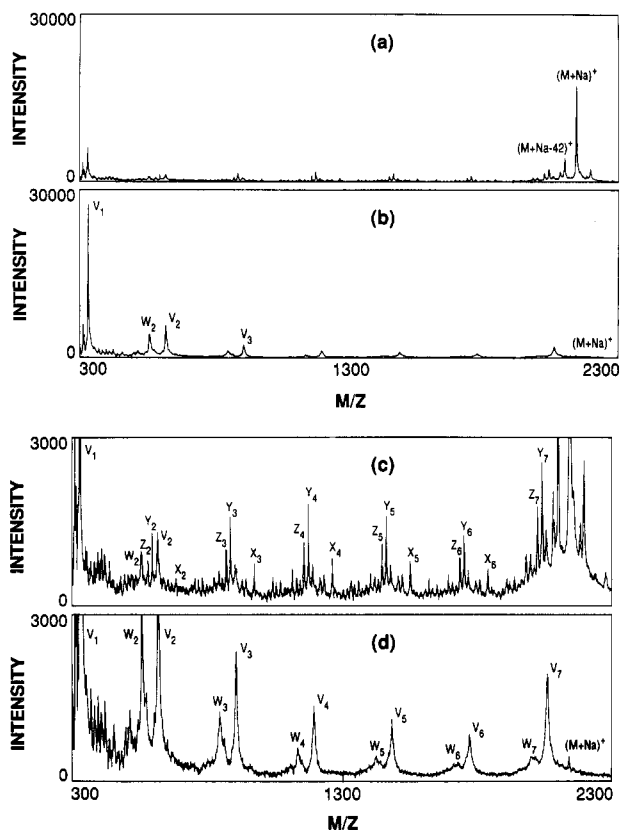 30000
(a)
(M+Na)+
(M+Na-42)+
INTENSITY
0
30000
V1
(b)
INTENSITY
W2
V2
V3
(M+Na)+
0
300
1300
2300
M/Z
3000
V1
(c)
Y7
INTENSITY
W2
Z2
Y2
V2
X2
Z3
Y3
X3
Z4
Y4
X4
Z5
Y5
X5
Z6
Y6
X6
Z7
0
3000
V1
W2
V2
(d)
INTENSITY
W3
V3
W4
V4
W5
V5
W6
V6
W7
V7
(M+Na)+
0
300
1300
2300
M/Z